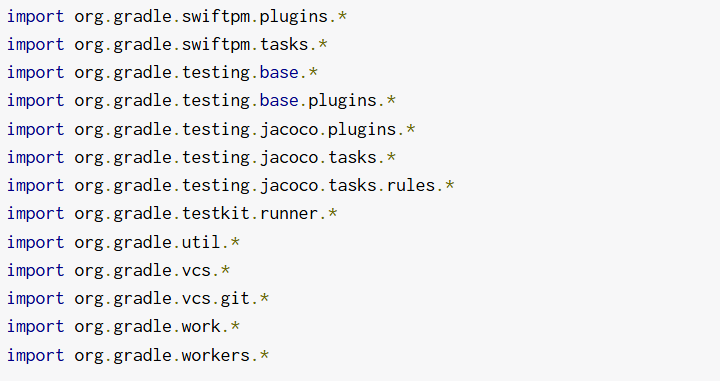 import org.gradle.swiftpm.plugins.*
import org.gradle.swiftpm.tasks.*
import org.gradle.testing.base.*
import org.gradle.testing.base.plugins.*
import org.gradle.testing.jacoco.plugins.*
import org.gradle.testing.jacoco.tasks.*
import org.gradle.testing.jacoco.tasks.rules.*
import org.gradle.testkit.runner.*
import org.gradle.util.*
import org.gradle.vcs.*
import org.gradle.vcs.git.*
import org.gradle.work.*
import org.gradle.workers.*